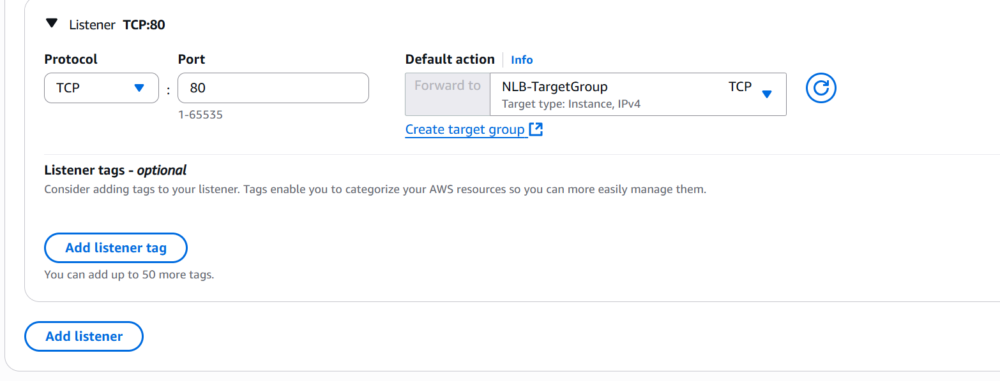 Listener TCP:80
Protocol
Port
Default action
Info
TCP
:
80
Forward to
NLB-TargetGroup
TCP
Target type: Instance, IPv4
1-65535
Create target group
Listener tags - optional
Consider adding tags to your listener. Tags enable you to categorize your AWS resources so you can more easily manage them.
Add listener tag
You can add up to 50 more tags.
Add listener